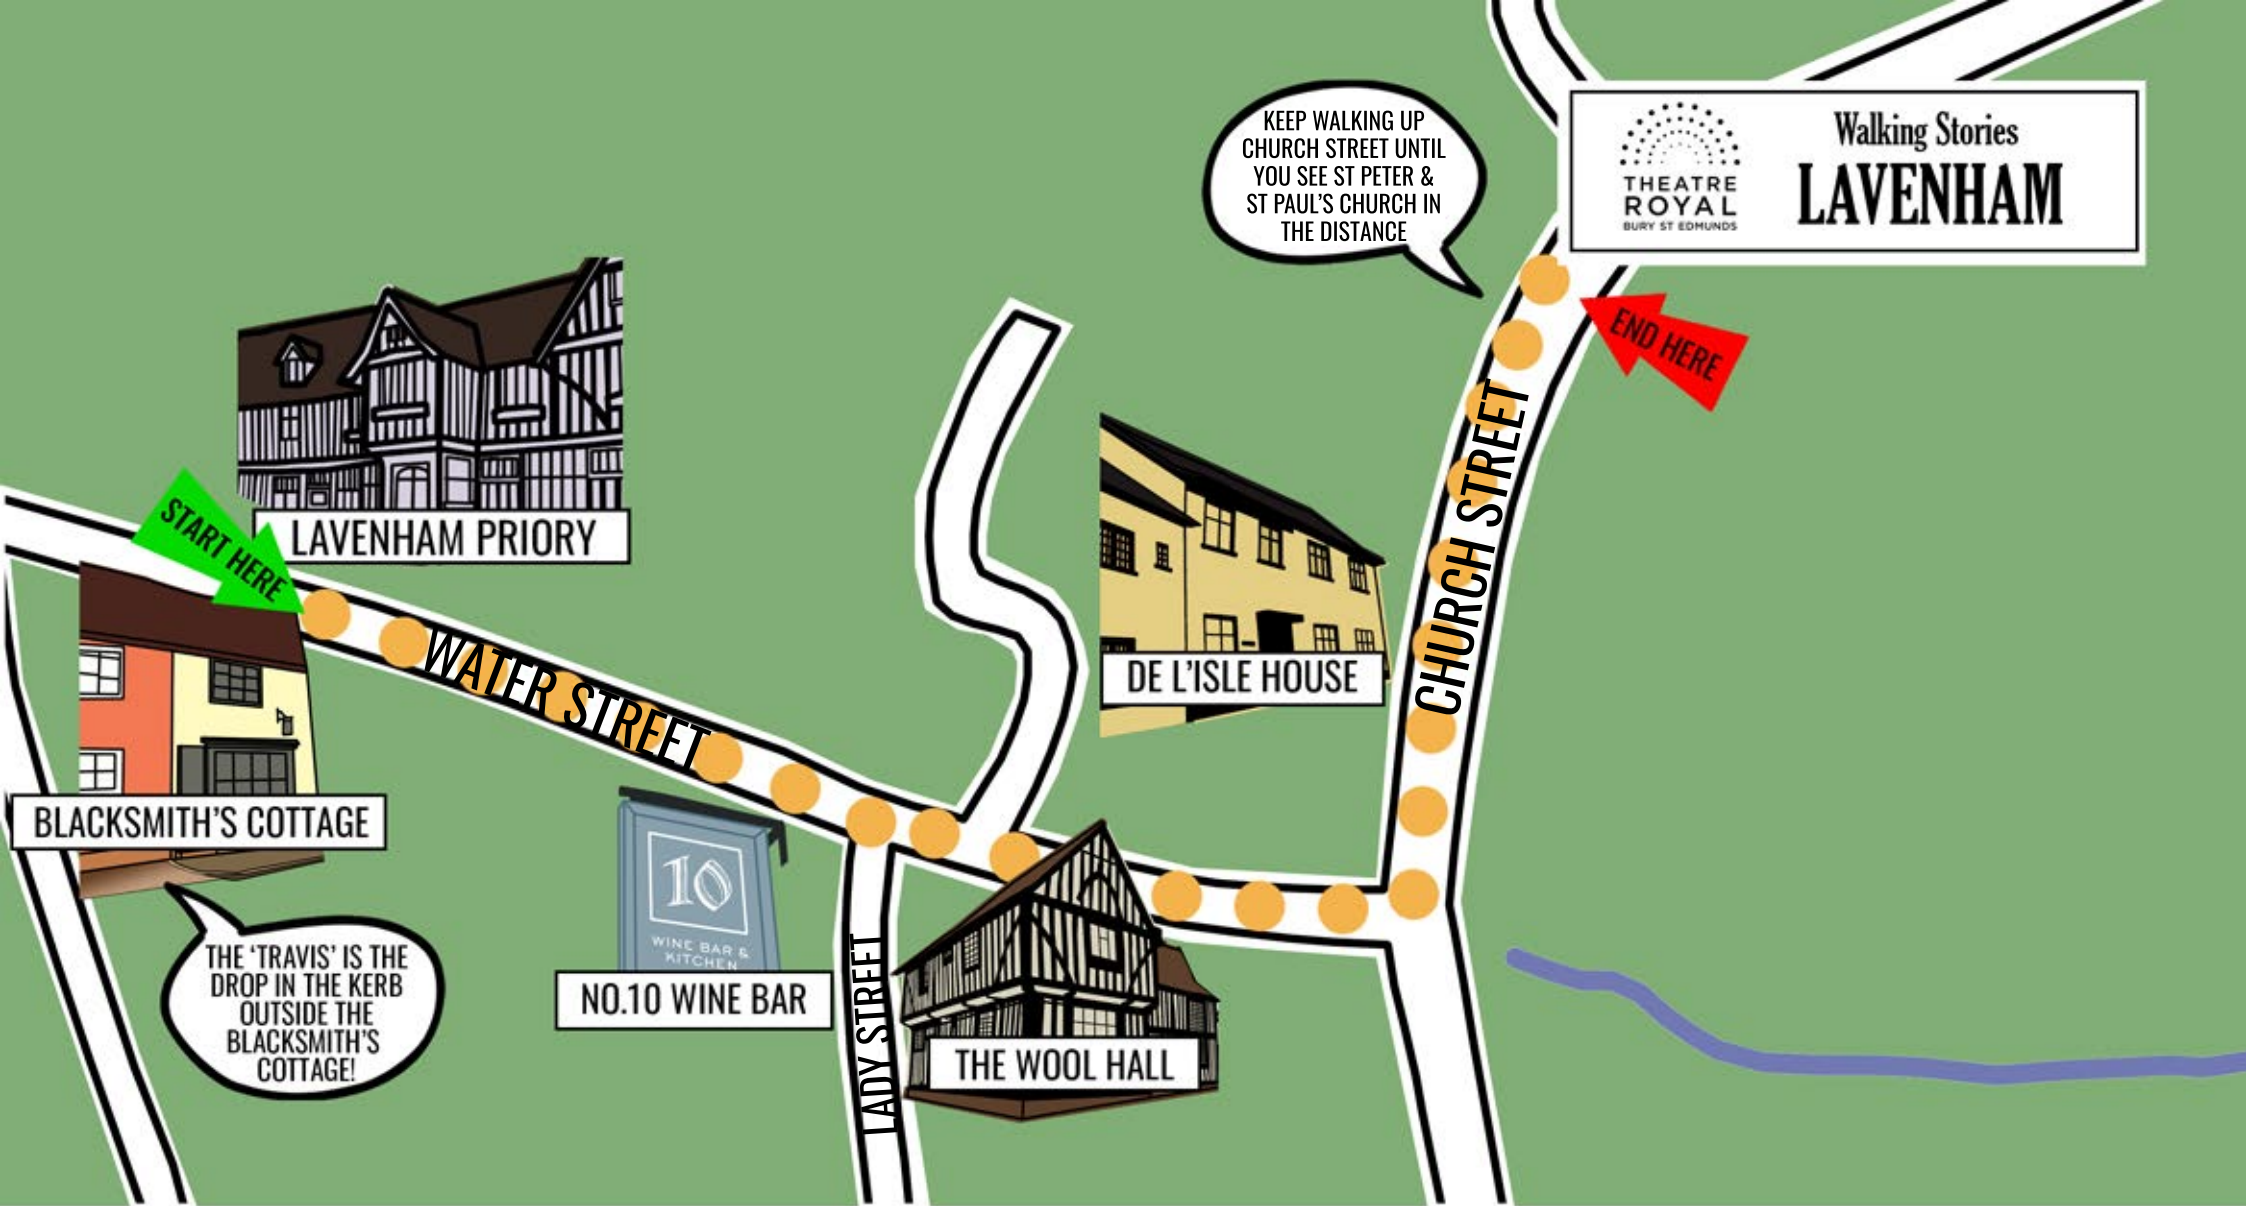 KEEP WALKING UP
CHURCH STREET UNTIL
YOU SEE ST PETER &
ST PAUL'S CHURCH IN
THE DISTANCE
THEATRE
ROYAL
BURY ST EDMUNDS
Walking Stories
LAVENHAM
END HERE
START HERE
LAVENHAM PRIORY
CHURCH STREET
WATER STREET
DE L'ISLE HOUSE
BLACKSMITH'S COTTAGE
10
WINE BAR &
KITCHEN
NO.10 WINE BAR
LADY STREET
THE WOOL HALL
THE ‘TRAVIS’ IS THE
DROP IN THE KERB
OUTSIDE THE
BLACKSMITH'S
COTTAGE!